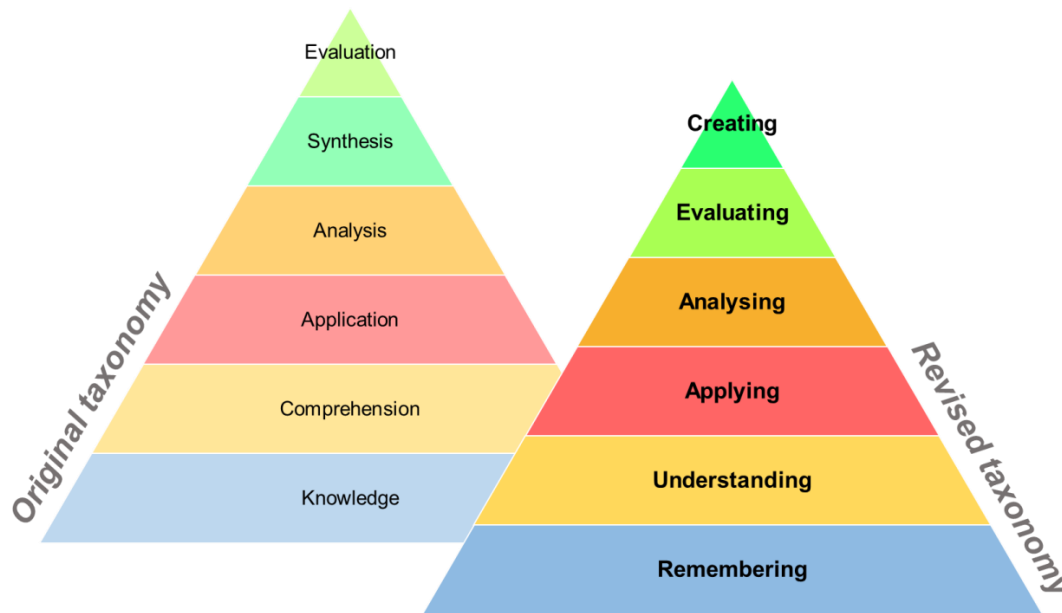 Original taxonomy
Evaluation
Synthesis
Analysis
Application
Comprehension
Knowledge
Revised taxonomy
Creating
Evaluating
Analysing
Applying
Understanding
Remembering